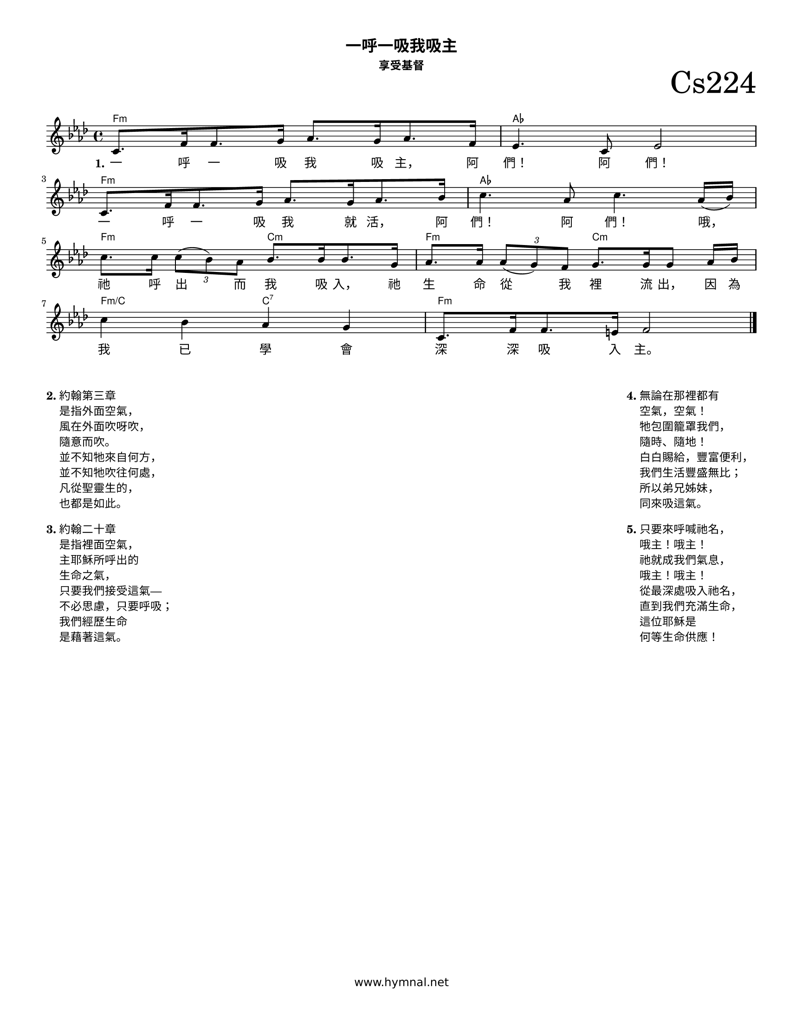 一呼一吸我吸主
享受基督
Cs224
Fm A♭
1. 一 呼 一 吸 我 吸 主， 阿 們！ 阿 們！
3 Fm A♭
一 呼 一 吸 我 就 活， 阿 們！ 阿 們！ 哦，
5 Fm Cm Fm Cm
3 3
祂 呼 出 而 我 吸 入， 祂 生 命 從 我 裡 流 出， 因 為
7 Fm/C C7 Fm
我 已 學 會 深 深 吸 入 主。
2. 約翰第三章
是指外面空氣，
風在外面吹呀吹，
隨意而吹。
並不知牠來自何方，
並不知牠吹往何處，
凡從聖靈生的，
也都是如此。
3. 約翰二十章
是指裡面空氣，
主耶穌所呼出的
生命之氣，
只要我們接受這氣—
不必思慮，只要呼吸；
我們經歷生命
是藉著這氣。
4. 無論在那裡都有
空氣，空氣！
牠包圍籠罩我們，
隨時、隨地！
白白賜給，豐富便利，
我們生活豐盛無比；
所以弟兄姊妹，
同來吸這氣。
5. 只要來呼喊祂名，
哦主！哦主！
祂就成我們氣息，
哦主！哦主！
從最深處吸入祂名，
直到我們充滿生命，
這位耶穌是
何等生命供應！
www.hymnal.net